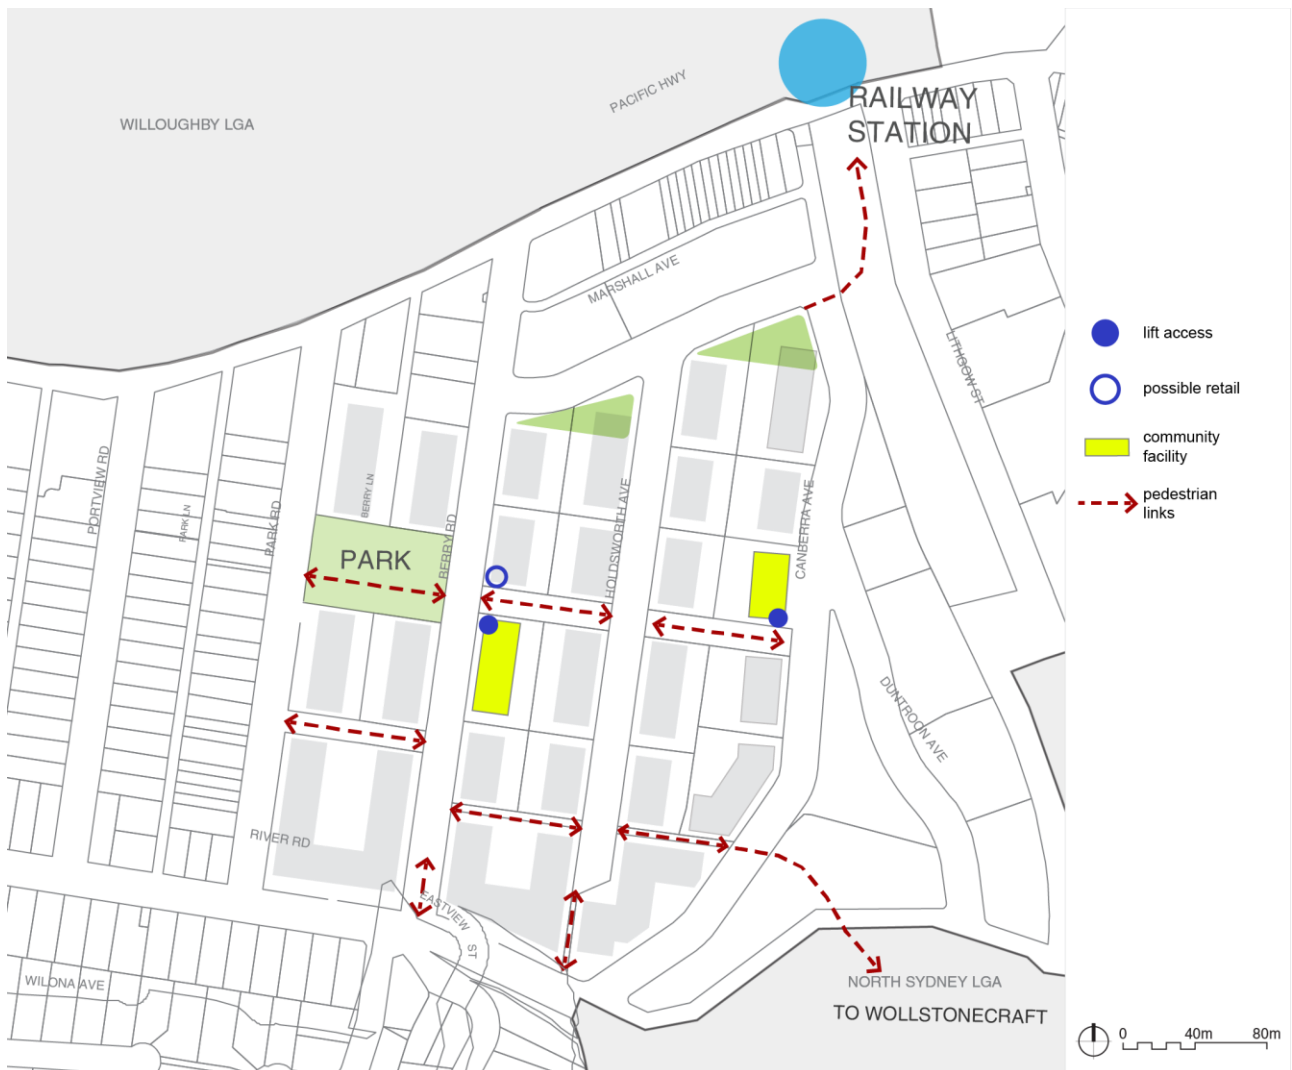 PACIFIC HWY
WILLOUGHBY LGA
RAILWAY
STATION
MARSHALL AVE
LITHGOW ST
PORTVIEW RD
PARK LN
PARK RD
BERRY LN
BERRY RD
PARK
HOLDSWORTH AVE
CANBERRA AVE
DUNTROON AVE
RIVER RD
EASTVIEW ST
WILONA AVE
NORTH SYDNEY LGA
TO WOLLSTONECRAFT
lift access
possible retail
community
facility
pedestrian
links
0 40m 80m